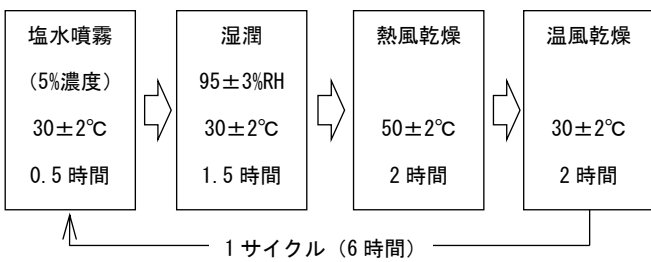 塩水噴霧
(5%濃度)
30±2℃
0.5 時間
湿潤
95±3%RH
30±2℃
1.5 時間
熱風乾燥
50±2℃
2 時間
温風乾燥
30±2℃
2 時間
1 サイクル (6 時間)